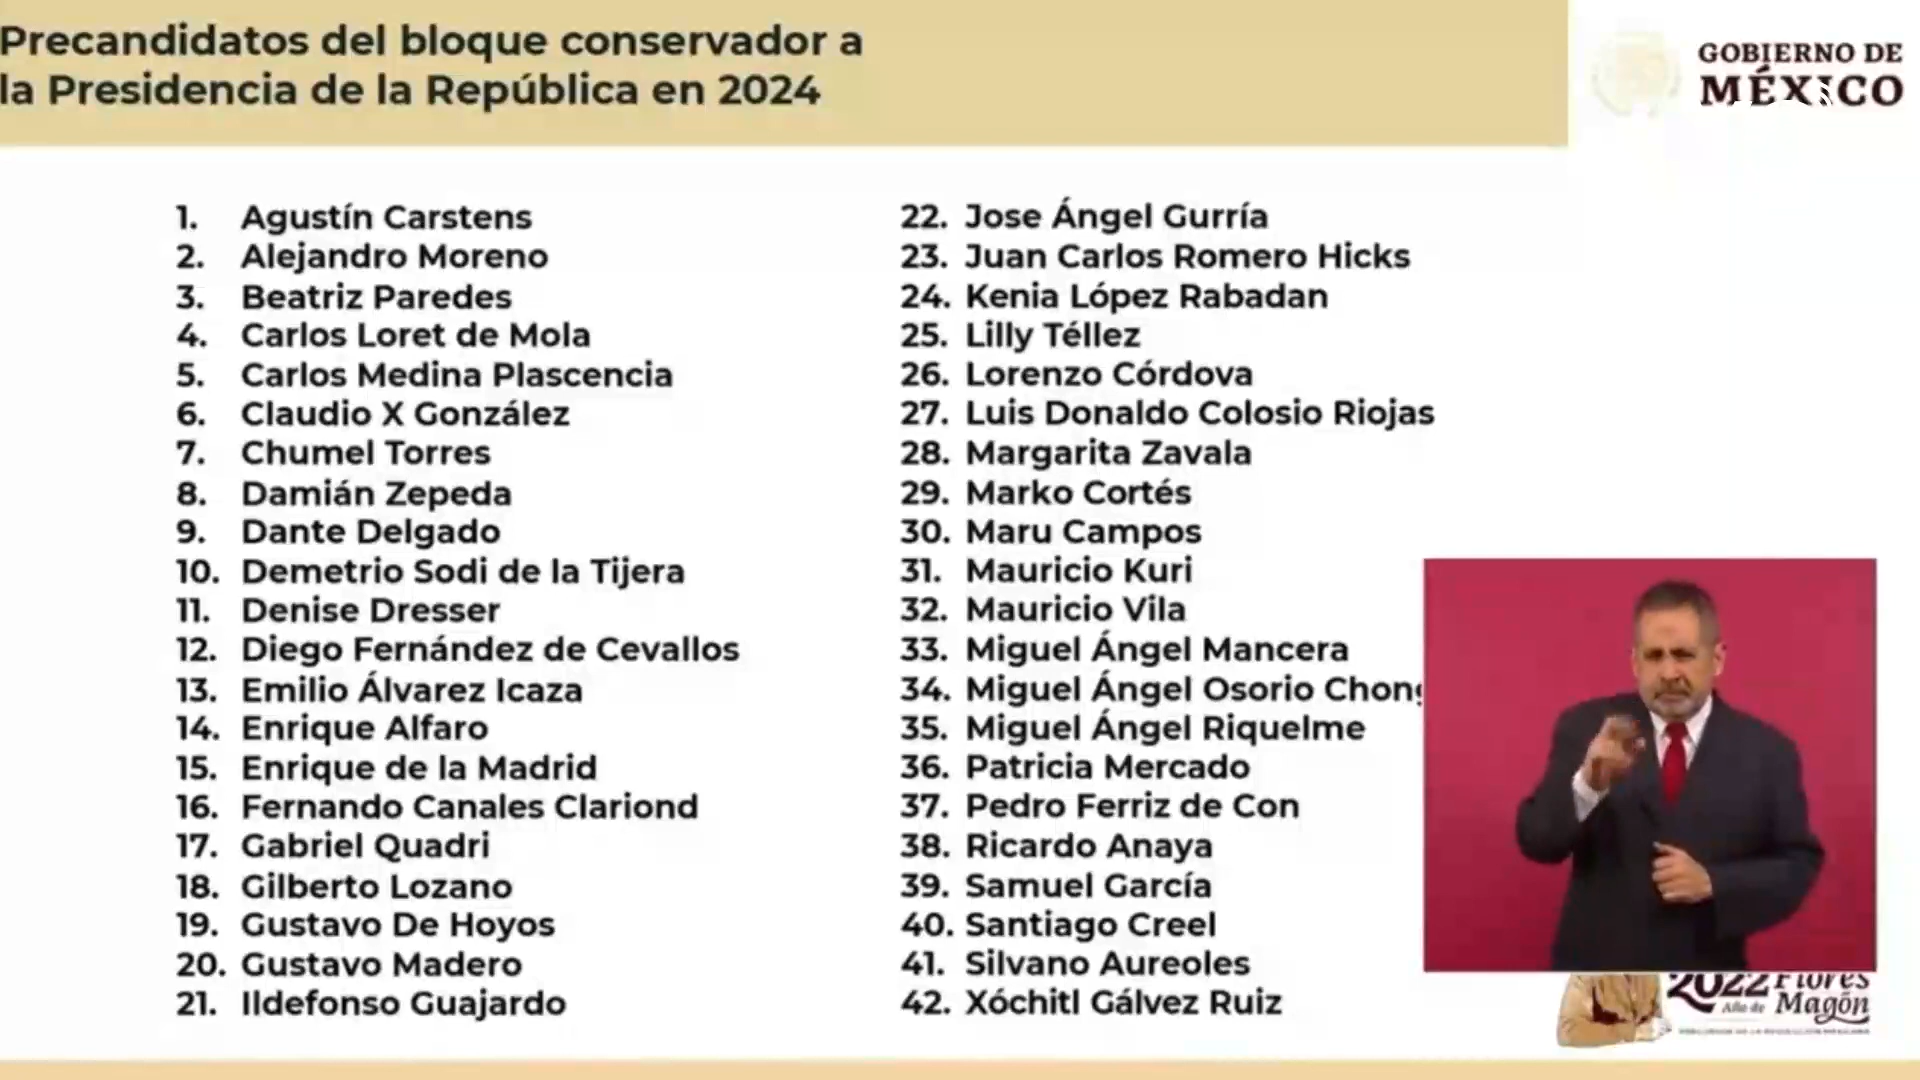 Precandidatos del bloque conservador a
la Presidencia de la República en 2024
GOBIERNO DE
MÉXICO
1. Agustín Carstens
2. Alejandro Moreno
3. Beatriz Paredes
4. Carlos Loret de Mola
5. Carlos Medina Plascencia
6. Claudio X González
7. Chumel Torres
8. Damián Zepeda
9. Dante Delgado
10. Demetrio Sodi de la Tijera
11. Denise Dresser
12. Diego Fernández de Cevallos
13. Emilio Álvarez Icaza
14. Enrique Alfaro
15. Enrique de la Madrid
16. Fernando Canales Clariond
17. Gabriel Quadri
18. Gilberto Lozano
19. Gustavo De Hoyos
20. Gustavo Madero
21. Ildefonso Guajardo
22. Jose Ángel Gurría
23. Juan Carlos Romero Hicks
24. Kenia López Rabadan
25. Lilly Téllez
26. Lorenzo Córdova
27. Luis Donaldo Colosio Riojas
28. Margarita Zavala
29. Marko Cortés
30. Maru Campos
31. Mauricio Kuri
32. Mauricio Vila
33. Miguel Ángel Mancera
34. Miguel Ángel Osorio Chong
35. Miguel Ángel Riquelme
36. Patricia Mercado
37. Pedro Ferriz de Con
38. Ricardo Anaya
39. Samuel García
40. Santiago Creel
41. Silvano Aureoles
42. Xóchitl Gálvez Ruiz
2022 Flores
Año de Magón